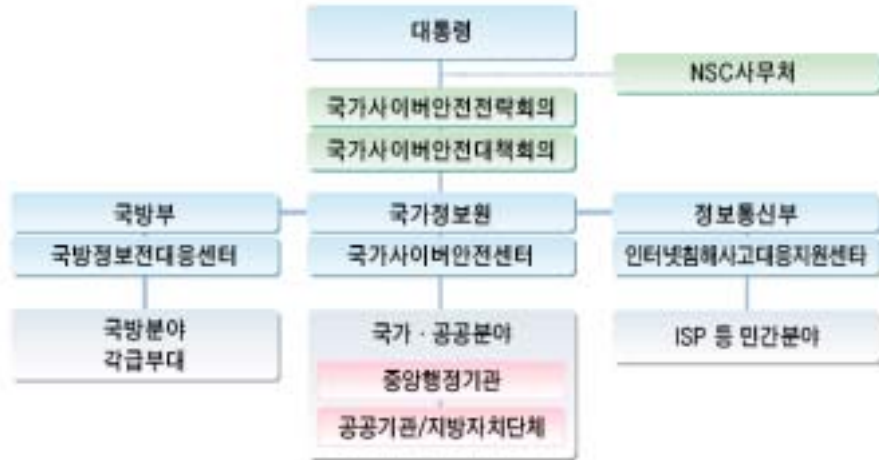 대통령
NSC사무처
국가사이버안전전략회의
국가사이버안전대책회의
국방부
국가정보원
정보통신부
국방정보전대응센터
국가사이버안전센터
인터넷침해사고대응지원센타
국방분야
각급부대
국가 · 공공분야
ISP 등 민간분야
중앙행정기관
공공기관/지방자치단체